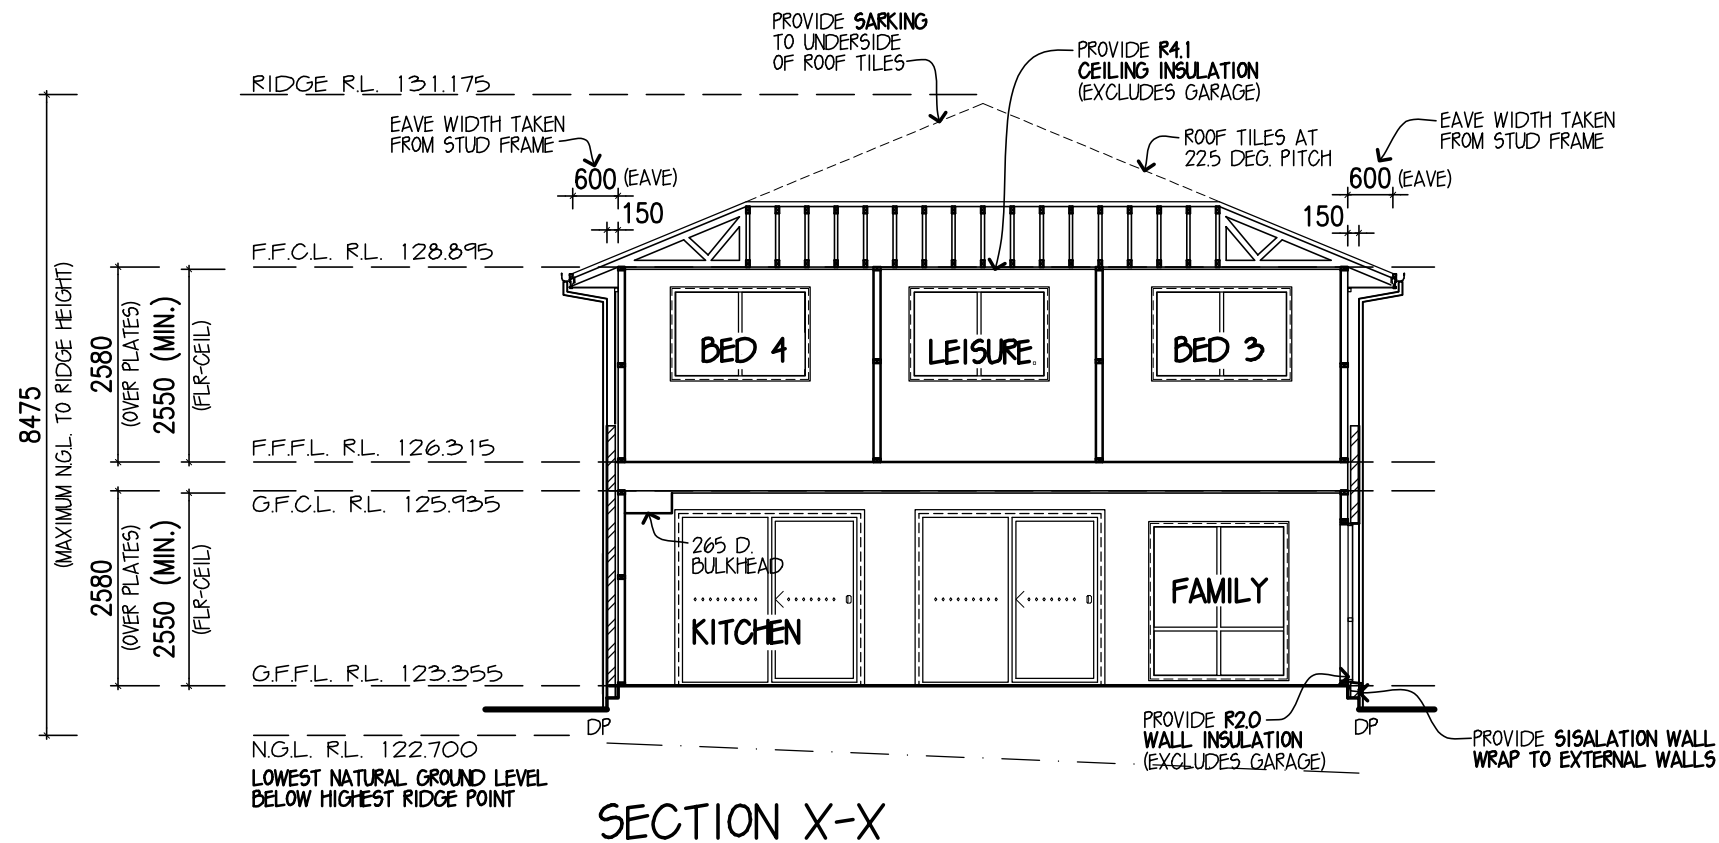 PROVIDE SARKING
TO UNDERSIDE
OF ROOF TILES
PROVIDE R4.1
CEILING INSULATION
(EXCLUDES GARAGE)
RIDGE R.L. 131.175
EAVE WIDTH TAKEN
FROM STUD FRAME
ROOF TILES AT
22.5 DEG. PITCH
EAVE WIDTH TAKEN
FROM STUD FRAME
600 (EAVE)
150
600 (EAVE)
150
F.F.C.L. R.L. 128.895
8475
(MAXIMUM N.G.L. TO RIDGE HEIGHT)
2580
(OVER PLATES)
2550 (MIN.)
(FLR-CEIL)
BED 4
LEISURE
BED 3
F.F.F.L. R.L. 126.315
G.F.C.L. R.L. 125.935
2580
(OVER PLATES)
2550 (MIN.)
(FLR-CEIL)
265 D.
BULKHEAD
KITCHEN
FAMILY
G.F.F.L. R.L. 123.355
DP
DP
PROVIDE R2.0
WALL INSULATION
(EXCLUDES GARAGE)
PROVIDE SISALATION WALL
WRAP TO EXTERNAL WALLS
N.G.L. R.L. 122.700
LOWEST NATURAL GROUND LEVEL
BELOW HIGHEST RIDGE POINT
SECTION X-X